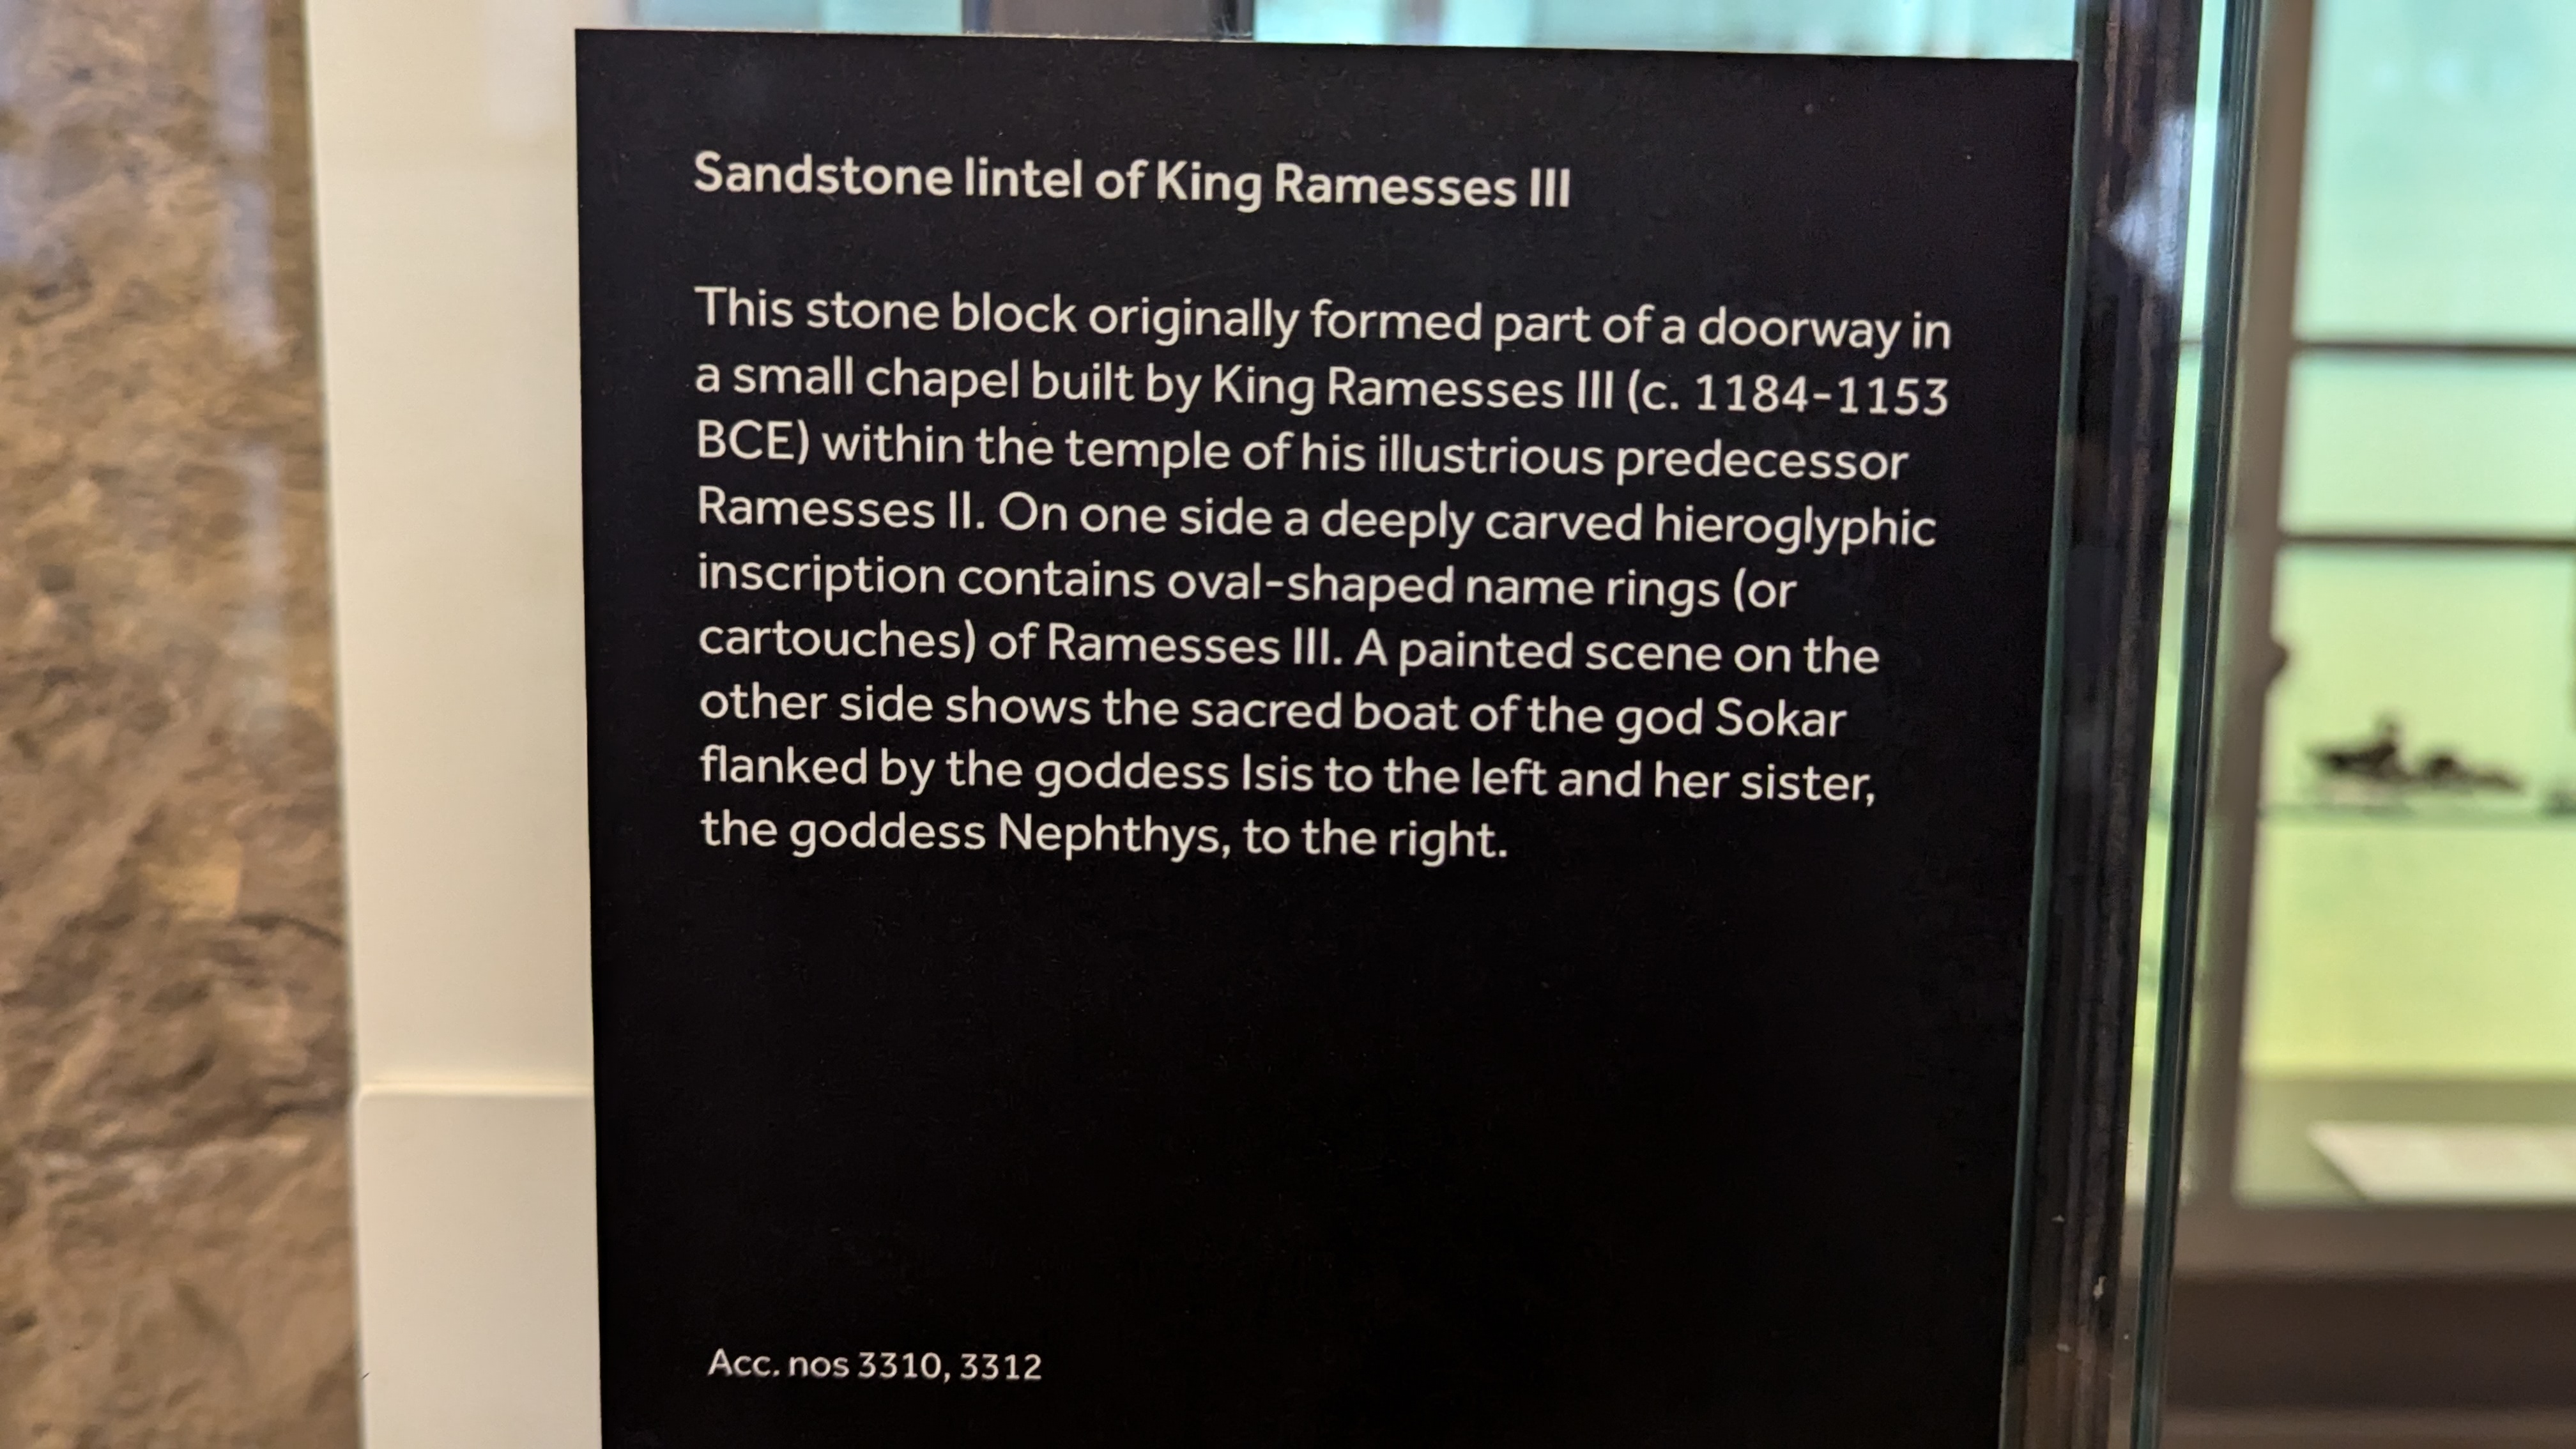 Sandstone lintel of King Ramesses III
This stone block originally formed part of a doorway in
a small chapel built by King Ramesses III (c. 1184-1153
BCE) within the temple of his illustrious predecessor
Ramesses II. On one side a deeply carved hieroglyphic
inscription contains oval-shaped name rings (or
cartouches) of Ramesses III. A painted scene on the
other side shows the sacred boat of the god Sokar
flanked by the goddess Isis to the left and her sister,
the goddess Nephthys, to the right.
Acc. nos 3310, 3312